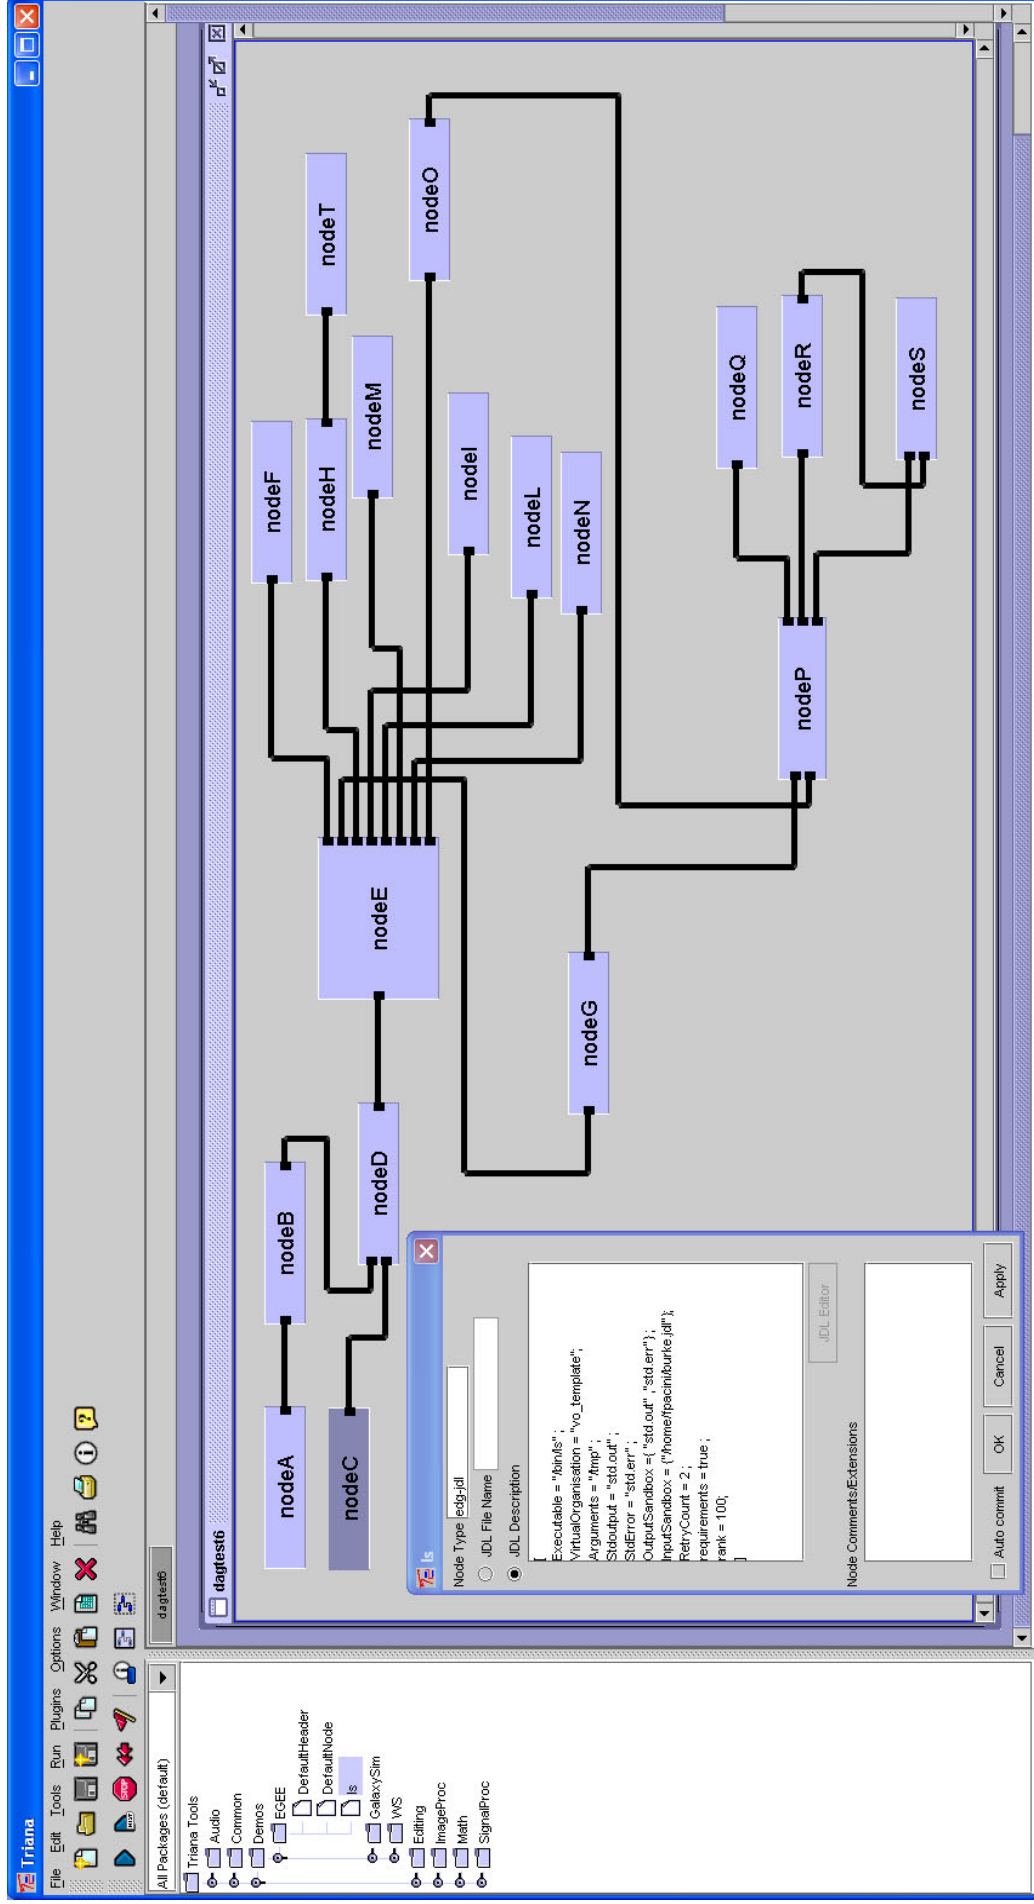 Triana
File Edit Tools Run Plugins Options Window Help
STOP
All Packages (default)
dagtest6
Triana Tools
Audio
Common
Demos
EGEE
DefaultHeader
DefaultNode
ls
GalaxySim
WS
Editing
ImageProc
Math
SignalProc
dagtest6
nodeA
nodeB
nodeC
nodeD
nodeE
nodeF
nodeH
nodeT
nodeM
nodeO
nodeI
nodeL
nodeN
nodeG
nodeP
nodeQ
nodeR
nodeS
ls
Node Type edg-jdl
JDL File Name
JDL Description
[
Executable = "/bin/ls" ;
VirtualOrganisation = "vo_template";
Arguments = "/tmp" ;
Stdoutput = "std.out" ;
StdError = "std.err" ;
OutputSandbox ={ "std.out" ,"std.err"} ;
InputSandbox = {"/home/fpacini/burke.jdl"};
RetryCount = 2 ;
requirements = true ;
rank = 100;
]
JDL Editor
Node Comments/Extensions
Auto commit OK Cancel Apply